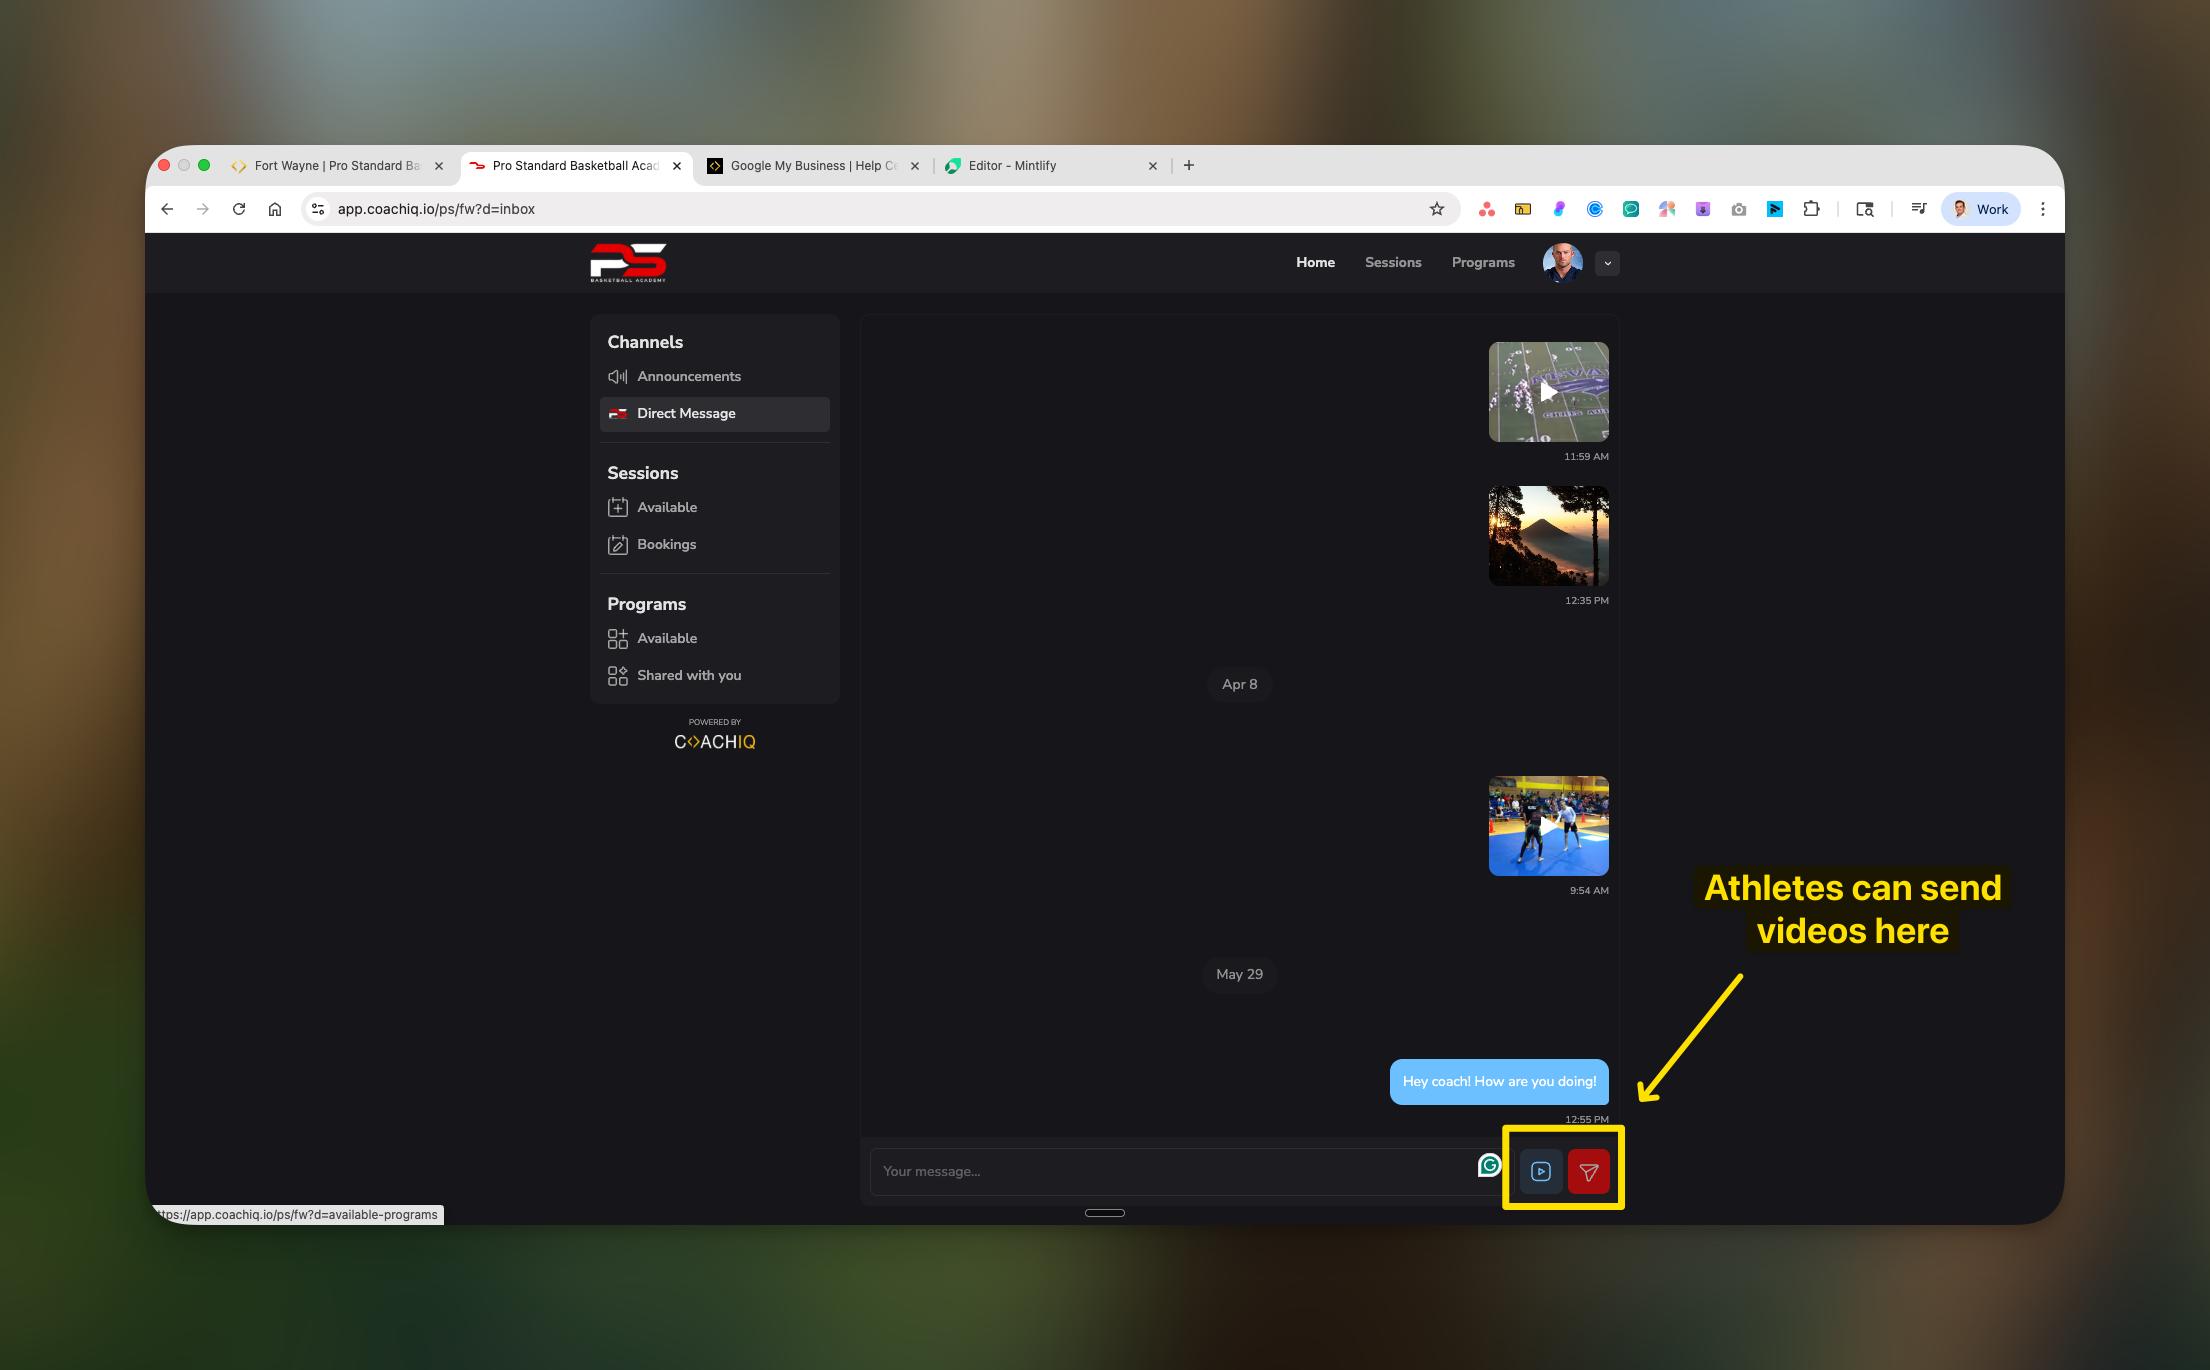 Fort Wayne | Pro Standard Ba
Pro Standard Basketball Acad
Google My Business | Help Ce
Editor - Mintlify
app.coachiq.io/ps/fw?d=inbox
Work
PS
BASKETBALL ACADEMY
Home
Sessions
Programs
Channels
Announcements
Direct Message
Sessions
Available
Bookings
Programs
Available
Shared with you
POWERED BY
COACHIQ
11:59 AM
12:35 PM
Apr 8
9:54 AM
May 29
Hey coach! How are you doing!
12:55 PM
Your message...
Athletes can send
videos here
ttps://app.coachiq.io/ps/fw?d=available-programs